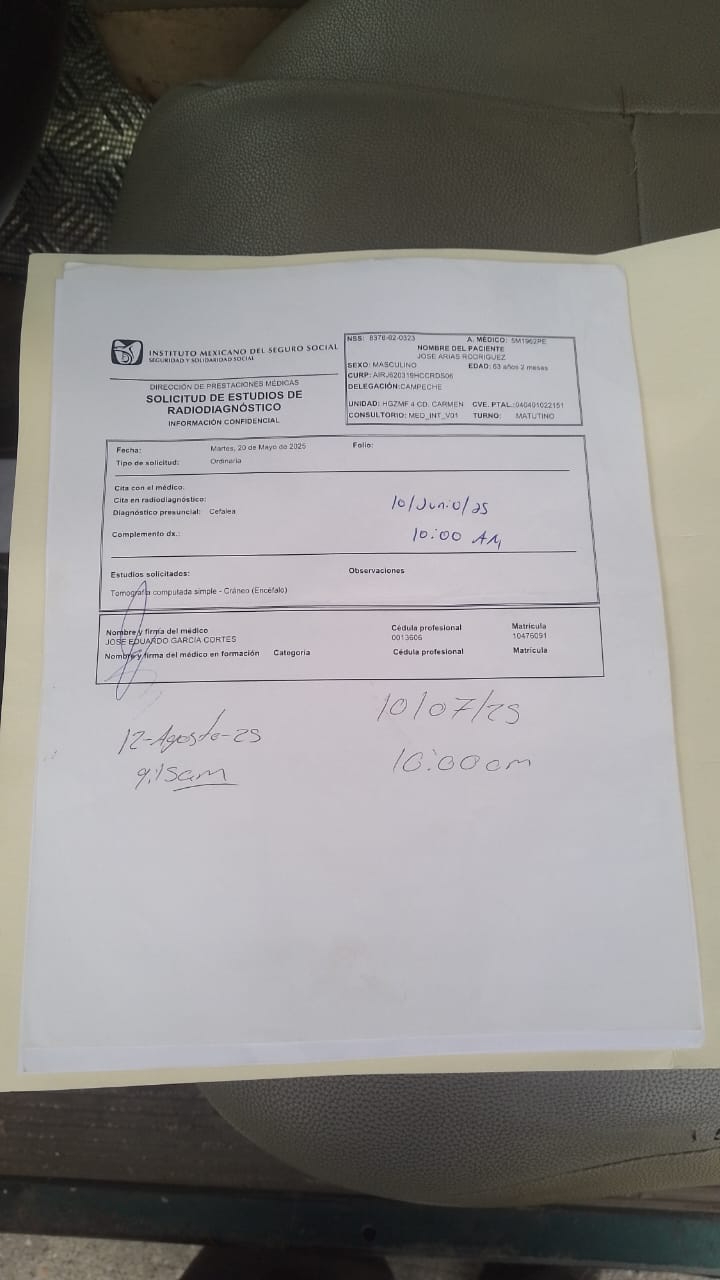 INSTITUTO MEXICANO DEL SEGURO SOCIAL
SEGURIDAD Y SOLIDARIDAD SOCIAL
DIRECCIÓN DE PRESTACIONES MÉDICAS
SOLICITUD DE ESTUDIOS DE
RADIODIAGNÓSTICO
INFORMACIÓN CONFIDENCIAL
NSS: 8376-02-0323 A. MÉDICO: 5M1962PE
NOMBRE DEL PACIENTE
JOSE ARIAS RODRIGUEZ
SEXO: MASCULINO EDAD: 63 años 2 meses
CURP: AIRJ620319HCCRDS06
DELEGACIÓN: CAMPECHE
UNIDAD: HGZMF 4 CD. CARMEN CVE. PTAL.: 040401022151
CONSULTORIO: MED_INT_V01 TURNO: MATUTINO
Fecha: Martes, 20 de Mayo de 2025 Folio:
Tipo de solicitud: Ordinaria
Cita con el médico:
Cita en radiodiagnóstico:
10/Junio/25
Diagnóstico presuncial: Cefalea
10:00 AM
Complemento dx.:
Estudios solicitados: Observaciones
Tomografía computada simple - Cráneo (Encéfalo)
Nombre y firma del médico Cédula profesional Matrícula
JOSE EDUARDO GARCIA CORTES 0013606 10476091
Nombre y firma del médico en formación Categoría Cédula profesional Matrícula
10/07/25
10:00am
12-Agosto-25
9:15am